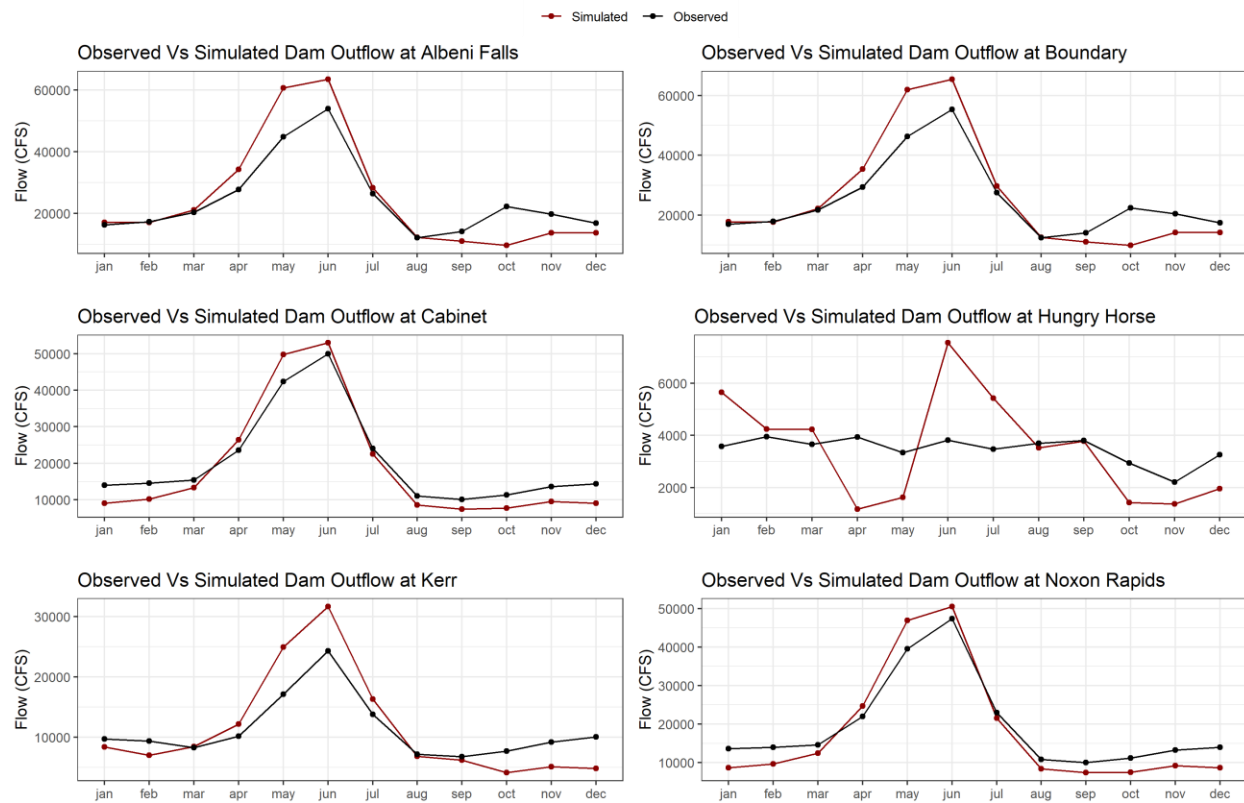 Simulated Observed
Observed Vs Simulated Dam Outflow at Albeni Falls
Flow (CFS)
60000
40000
20000
jan feb mar apr may jun jul aug sep oct nov dec
Observed Vs Simulated Dam Outflow at Boundary
Flow (CFS)
60000
40000
20000
jan feb mar apr may jun jul aug sep oct nov dec
Observed Vs Simulated Dam Outflow at Cabinet
Flow (CFS)
50000
40000
30000
20000
10000
jan feb mar apr may jun jul aug sep oct nov dec
Observed Vs Simulated Dam Outflow at Hungry Horse
Flow (CFS)
6000
4000
2000
jan feb mar apr may jun jul aug sep oct nov dec
Observed Vs Simulated Dam Outflow at Kerr
Flow (CFS)
30000
20000
10000
jan feb mar apr may jun jul aug sep oct nov dec
Observed Vs Simulated Dam Outflow at Noxon Rapids
Flow (CFS)
50000
40000
30000
20000
10000
jan feb mar apr may jun jul aug sep oct nov dec